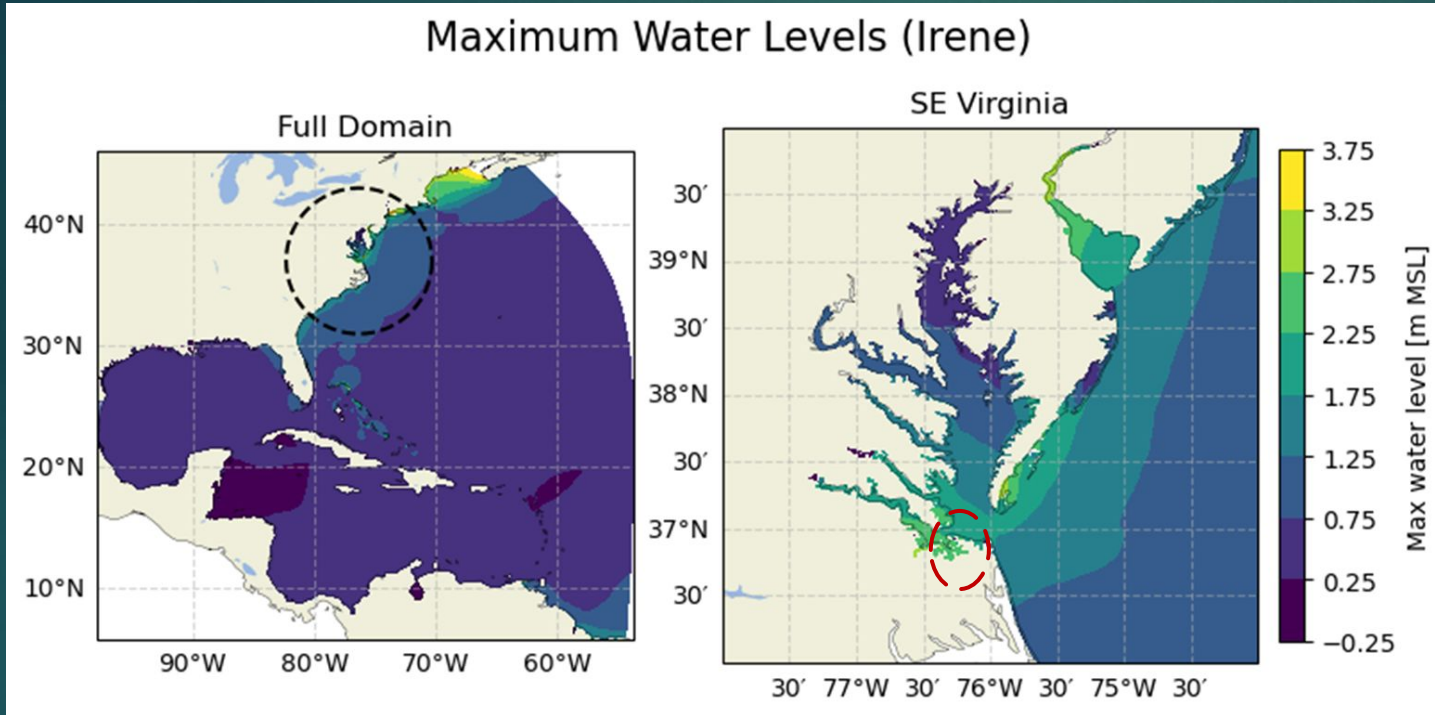 Maximum Water Levels (Irene)
Full Domain
40°N
30°N
20°N
10°N
90°W 80°W 70°W 60°W
SE Virginia
30′
39°N
30′
38°N
30′
37°N
30′
30′ 77°W 30′ 76°W 30′ 75°W 30′
3.75
3.25
2.75
2.25
1.75
1.25
0.75
0.25
−0.25
Max water level [m MSL]